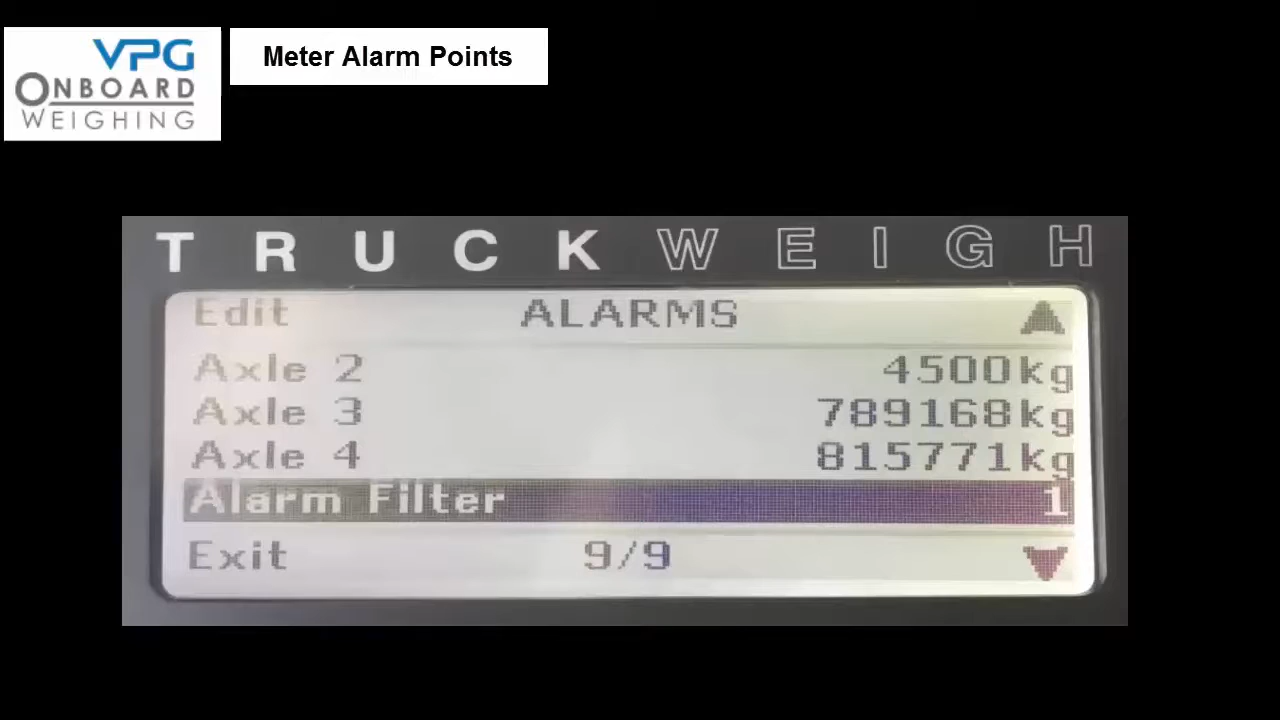 VPG
ONBOARD
WEIGHING
Meter Alarm Points
TRUCKWEIGH
Edit ALARMS
Axle 2 4500kg
Axle 3 789168kg
Axle 4 815771kg
Alarm Filter 1
Exit 9/9